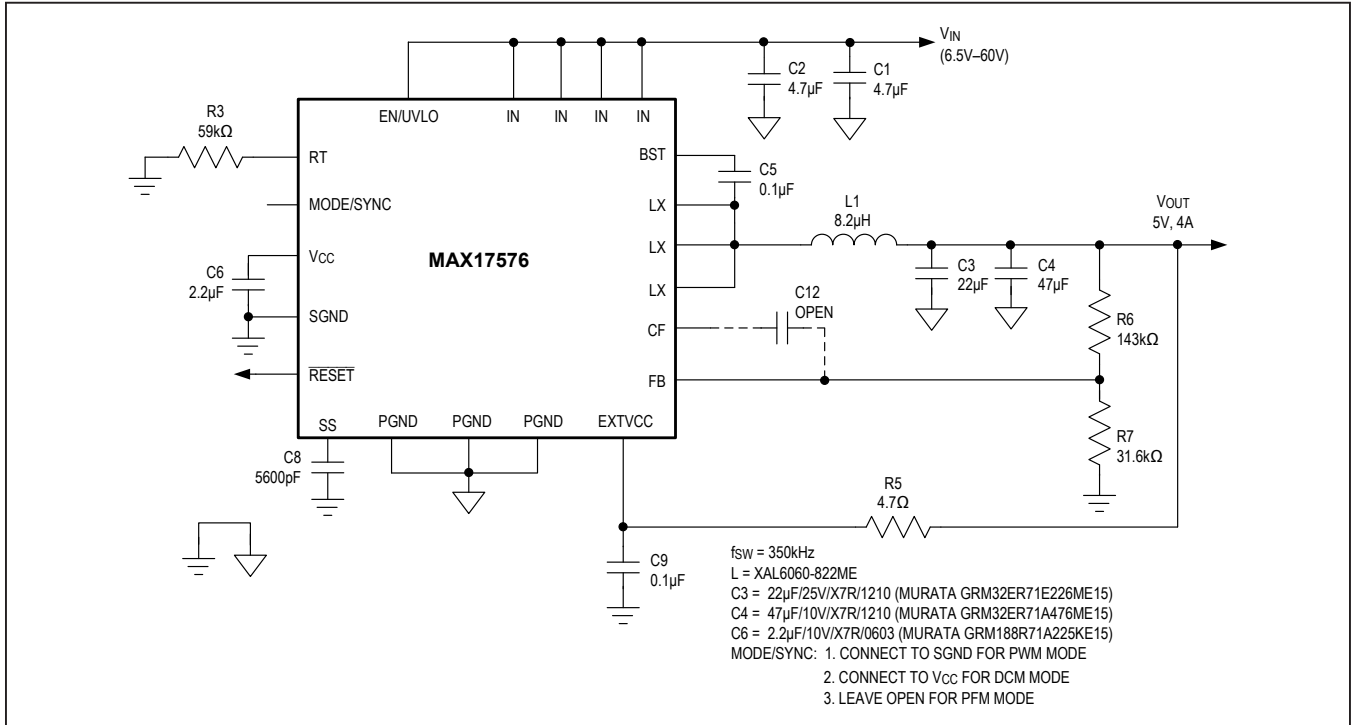 VIN
(6.5V–60V)
C2
4.7µF
C1
4.7µF
R3
59kΩ
EN/UVLO
IN
IN
IN
IN
RT
BST
C5
0.1µF
MODE/SYNC
LX
L1
8.2µH
VOUT
5V, 4A
LX
VCC
MAX17576
C6
2.2µF
LX
C3
22µF
C4
47µF
C12
OPEN
SGND
CF
R6
143kΩ
RESET
FB
SS
PGND
PGND
PGND
EXTVCC
R7
31.6kΩ
C8
5600pF
R5
4.7Ω
C9
0.1µF
fSW = 350kHz
L = XAL6060-822ME
C3 = 22µF/25V/X7R/1210 (MURATA GRM32ER71E226ME15)
C4 = 47µF/10V/X7R/1210 (MURATA GRM32ER71A476ME15)
C6 = 2.2µF/10V/X7R/0603 (MURATA GRM188R71A225KE15)
MODE/SYNC: 1. CONNECT TO SGND FOR PWM MODE
2. CONNECT TO VCC FOR DCM MODE
3. LEAVE OPEN FOR PFM MODE